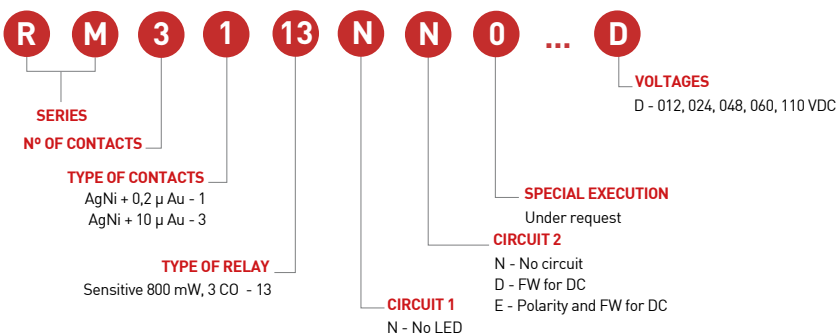 R M 3 1 13 N N 0 ... D
VOLTAGES
D - 012, 024, 048, 060, 110 VDC
SERIES
Nº OF CONTACTS
TYPE OF CONTACTS
AgNi + 0,2 µ Au - 1
AgNi + 10 µ Au - 3
SPECIAL EXECUTION
Under request
CIRCUIT 2
N - No circuit
D - FW for DC
E - Polarity and FW for DC
TYPE OF RELAY
Sensitive 800 mW, 3 CO - 13
CIRCUIT 1
N - No LED